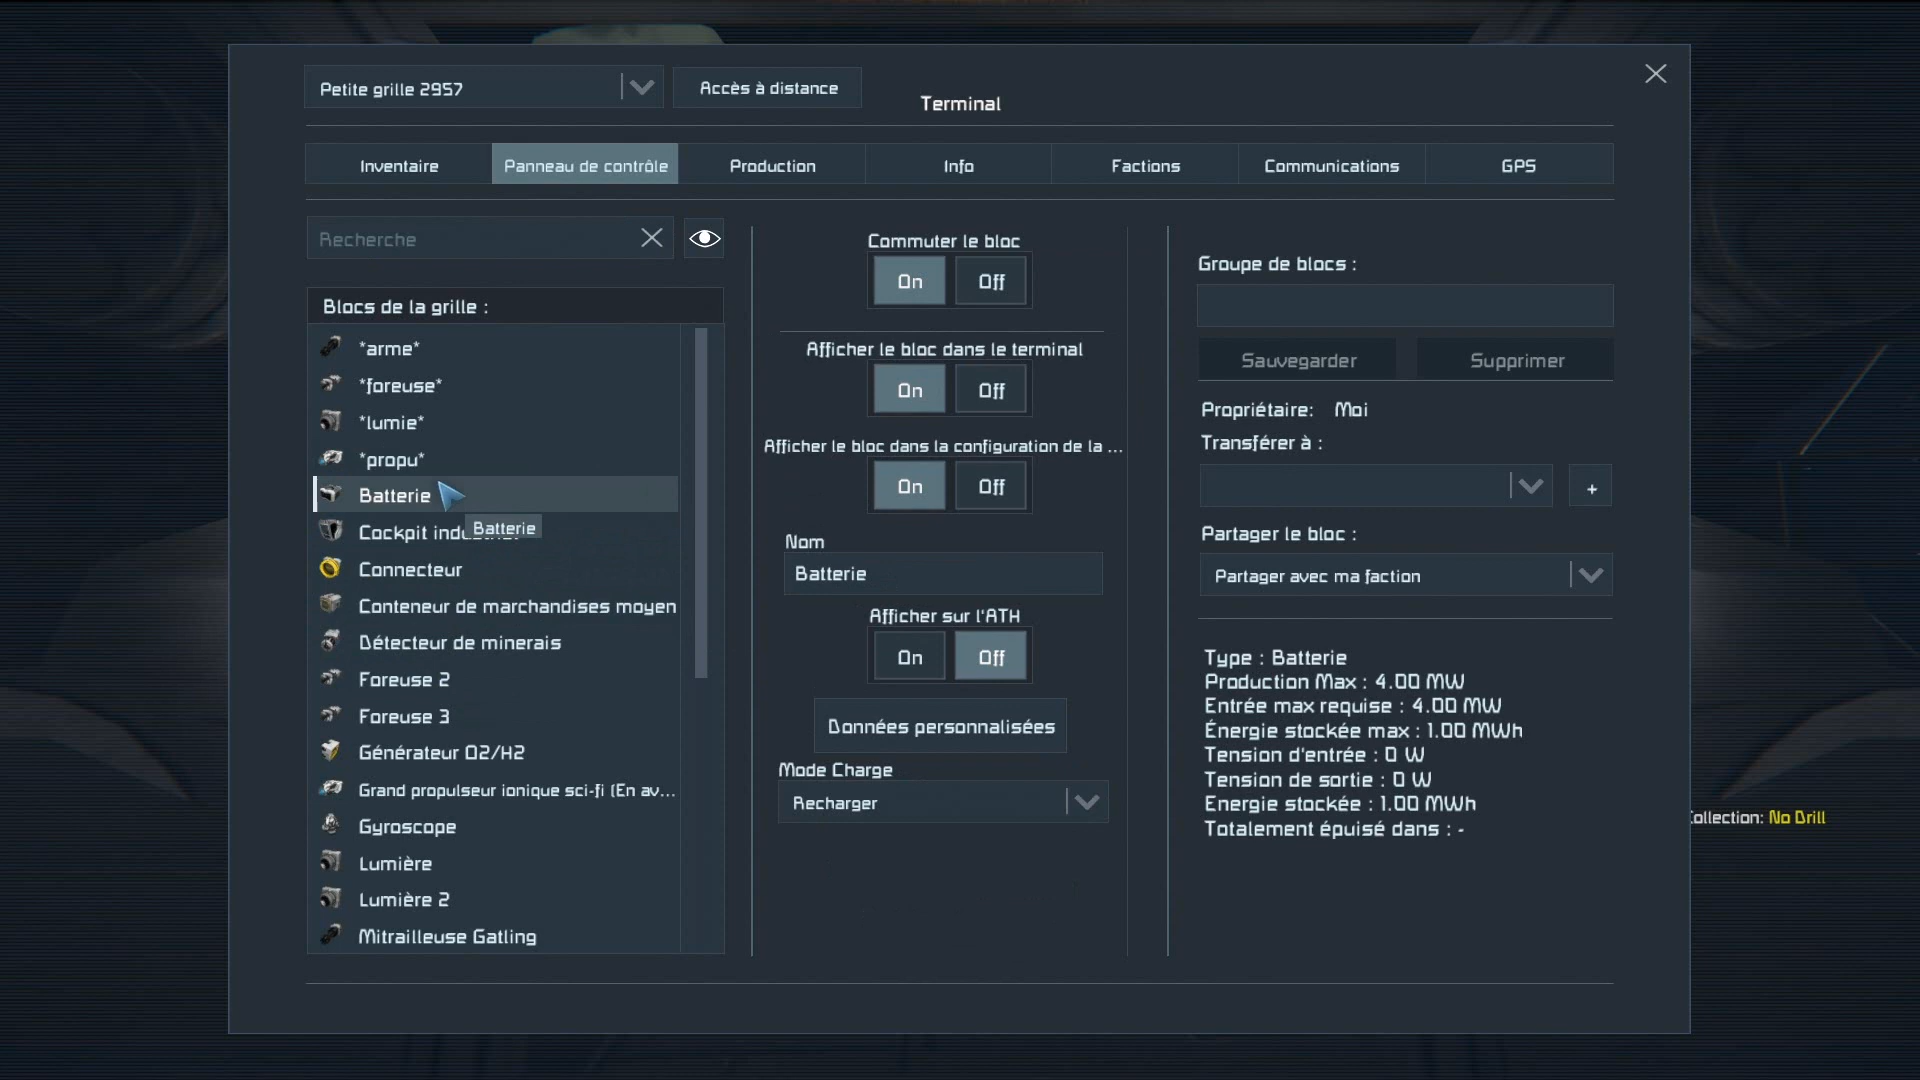 Petite grille 2957
Accès à distance
Terminal
Inventaire
Panneau de contrôle
Production
Info
Factions
Communications
GPS
Recherche
Blocs de la grille :
*arme*
*foreuse*
*lumie*
*propu*
Batterie
Batterie
Cockpit
Connecteur
Conteneur de marchandises moyen
Détecteur de minerais
Foreuse 2
Foreuse 3
Générateur O2/H2
Grand propulseur ionique sci-fi (En av...
Gyroscope
Lumière
Lumière 2
Mitrailleuse Gatling
Commuter le bloc
On Off
Afficher le bloc dans le terminal
On Off
Afficher le bloc dans la configuration de la ...
On Off
Nom
Batterie
Afficher sur l'ATH
On Off
Données personnalisées
Mode Charge
Recharger
Groupe de blocs :
Sauvegarder
Supprimer
Propriétaire: Moi
Transférer à :
+
Partager le bloc :
Partager avec ma faction
Type : Batterie
Production Max : 4.00 MW
Entrée max requise : 4.00 MW
Énergie stockée max : 1.00 MWh
Tension d'entrée : 0 W
Tension de sortie : 0 W
Energie stockée : 1.00 MWh
Totalement épuisé dans : -
ollection: No Drill